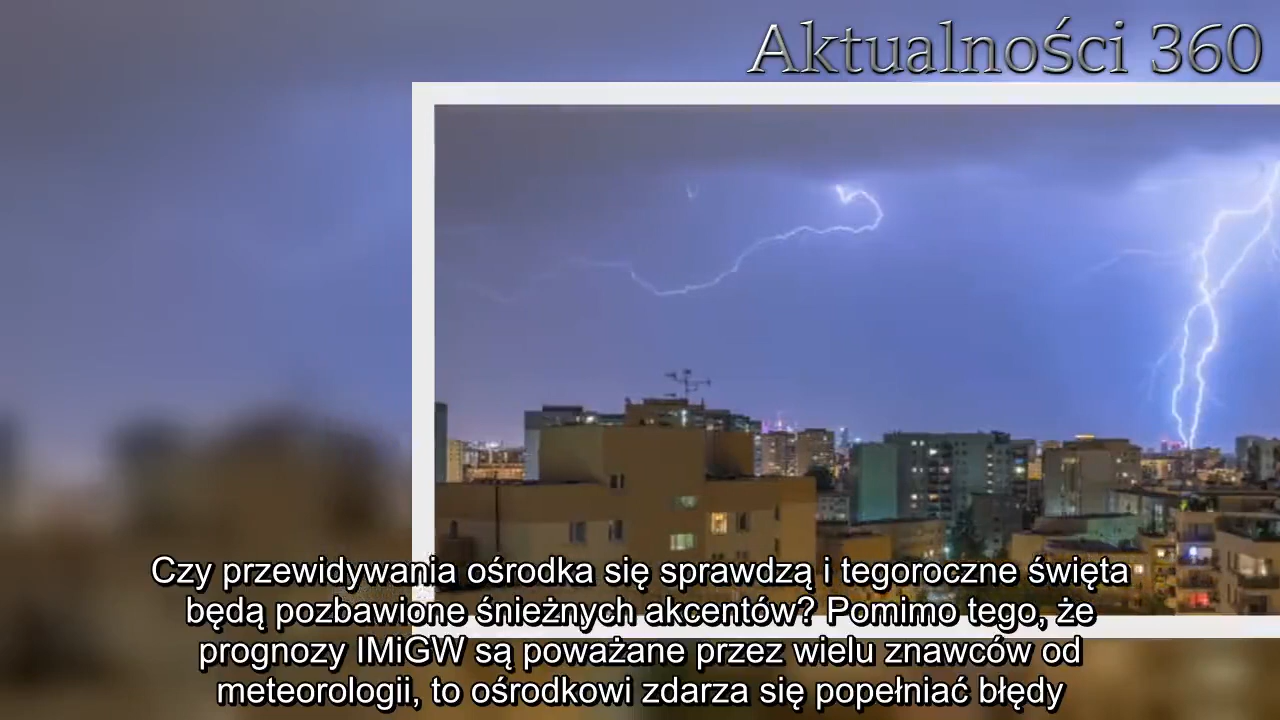 Aktualności 360
Czy przewidywania ośrodka się sprawdzą i tegoroczne święta
będą pozbawione śnieżnych akcentów? Pomimo tego, że
prognozy IMiGW są poważane przez wielu znawców od
meteorologii, to ośrodkowi zdarza się popełniać błędy